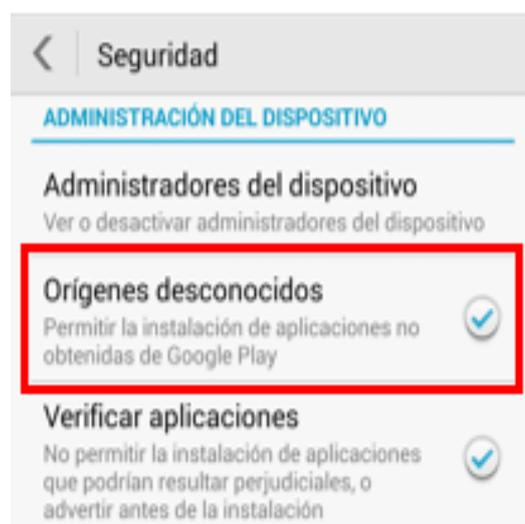 Seguridad
ADMINISTRACIÓN DEL DISPOSITIVO
Administradores del dispositivo
Ver o desactivar administradores del dispositivo
Orígenes desconocidos
Permitir la instalación de aplicaciones no
obtenidas de Google Play
Verificar aplicaciones
No permitir la instalación de aplicaciones
que podrían resultar perjudiciales, o
advertir antes de la instalación